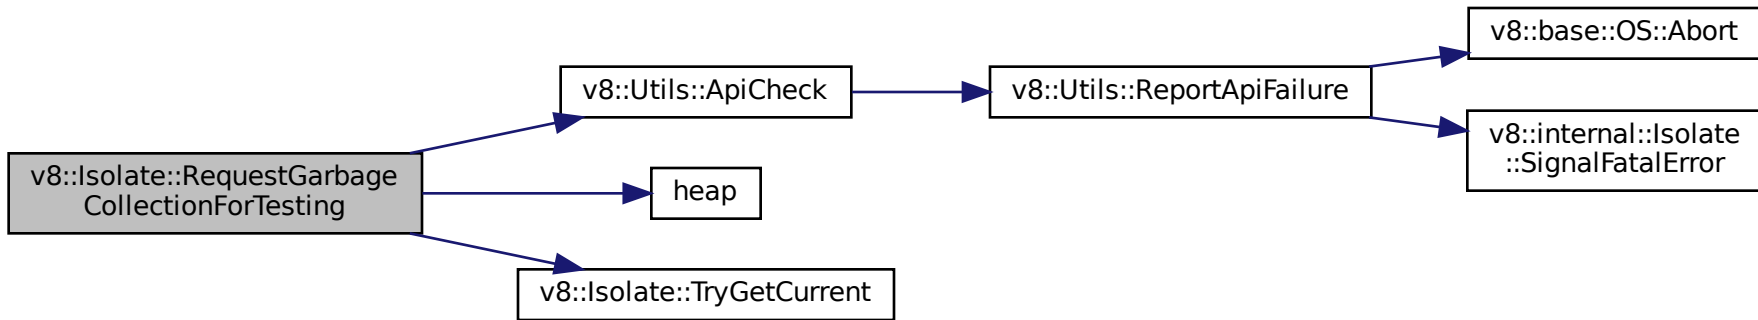 v8::Isolate::RequestGarbage
CollectionForTesting
v8::Utils::ApiCheck
heap
v8::Isolate::TryGetCurrent
v8::Utils::ReportApiFailure
v8::base::OS::Abort
v8::internal::Isolate
::SignalFatalError